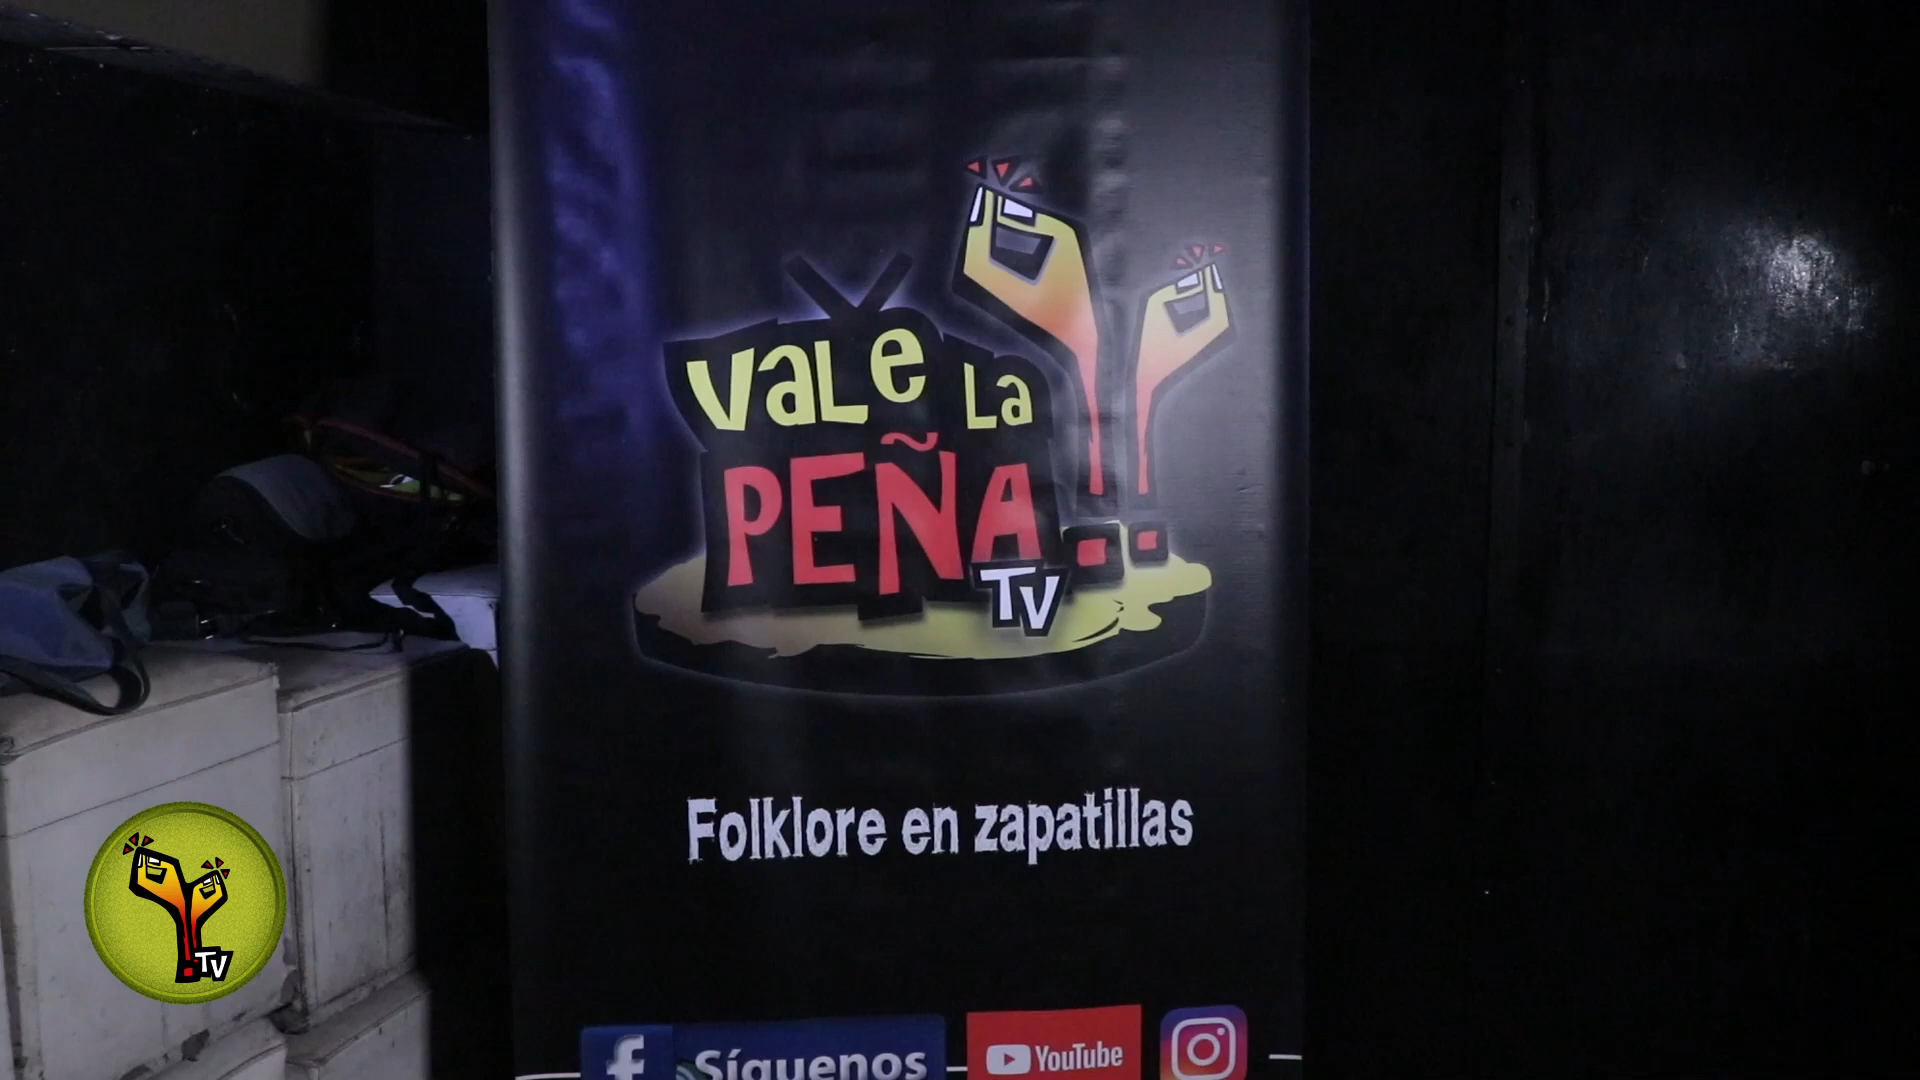 VaLe La
PEÑA
TV
Folklore en zapatillas
f Síguenos YouTube
TV